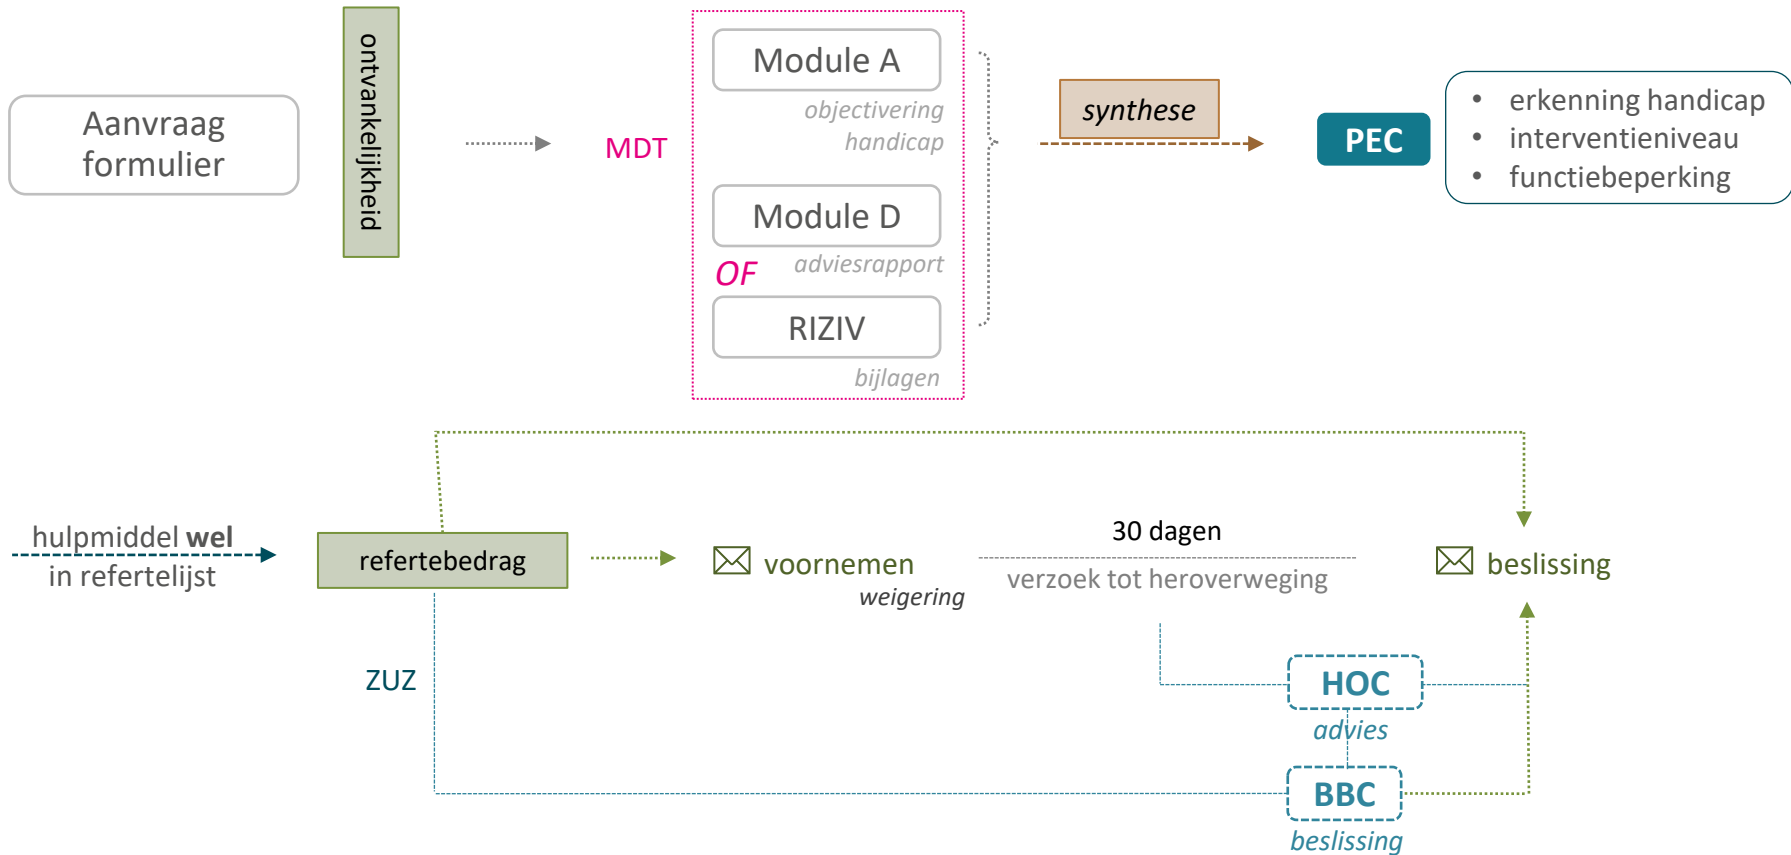 Aanvraag
formulier
ontvankelijkheid
MDT
Module A
objectivering
handicap
Module D
adviesrapport
OF
RIZIV
bijlagen
synthese
PEC
• erkenning handicap
• interventieniveau
• functiebeperking
hulpmiddel wel
in refertelijst
refertebedrag
voornemen
weigering
30 dagen
verzoek tot heroverweging
beslissing
ZUZ
HOC
advies
BBC
beslissing